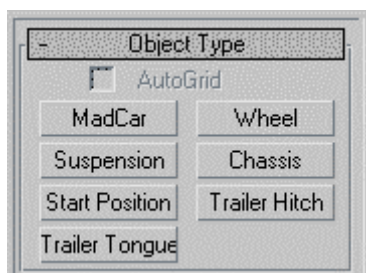 - Object Type
AutoGrid
MadCar Wheel
Suspension Chassis
Start Position Trailer Hitch
Trailer Tongue